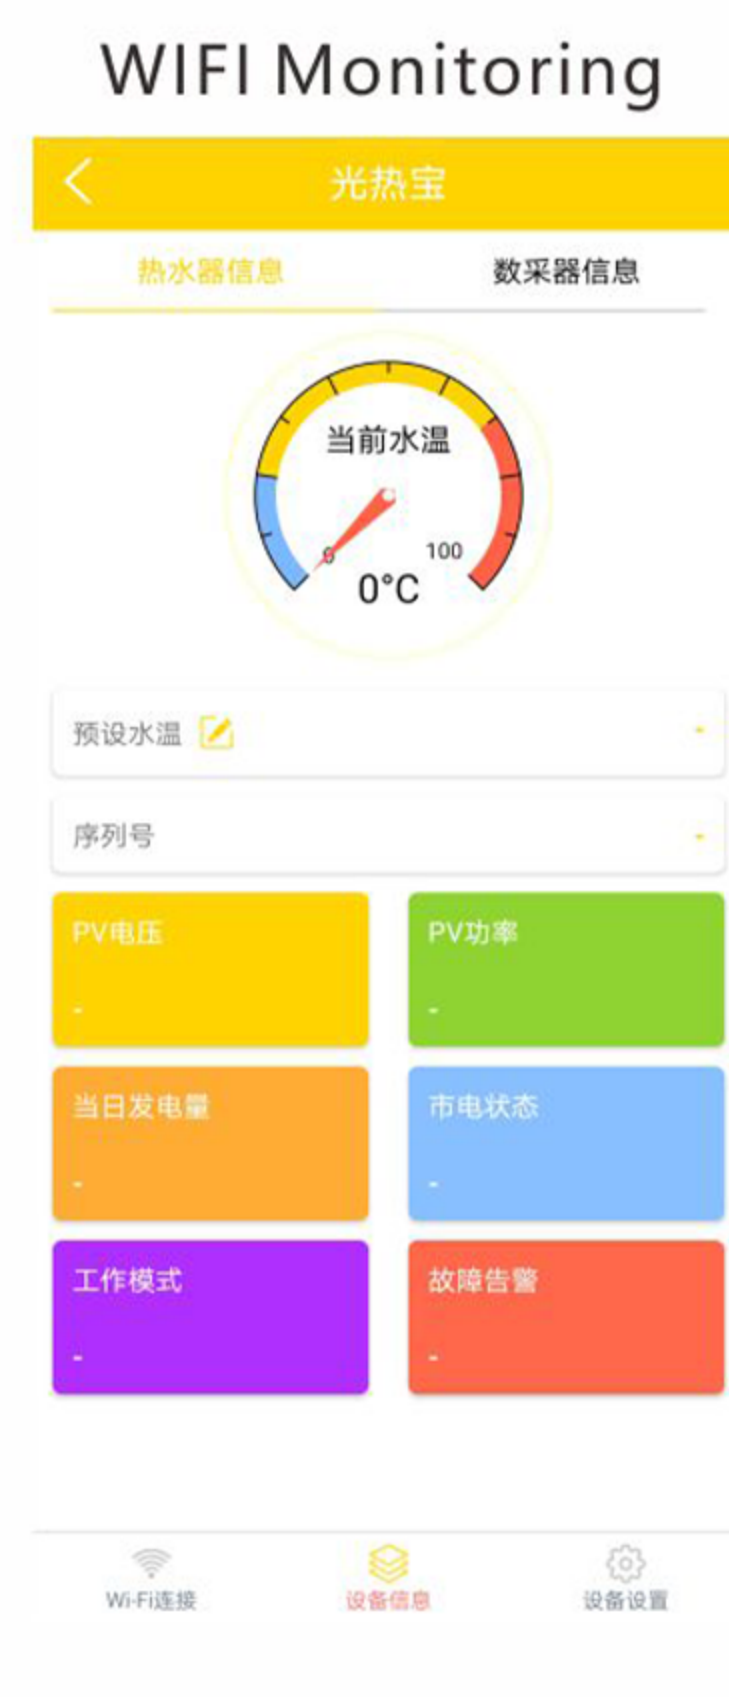 WIFI Monitoring
光热宝
热水器信息 数采器信息
当前水温
0 100
0°C
预设水温 -
序列号 -
PV电压 PV功率
- -
当日发电量 市电状态
- -
工作模式 故障告警
- -
Wi-Fi连接 设备信息 设备设置